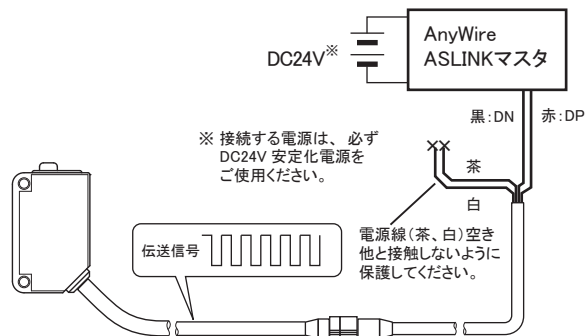 AnyWire
ASLINKマスタ
DC24V※
黒:DN
赤:DP
※ 接続する電源は、必ず
DC24V 安定化電源を
ご使用ください。
茶
白
電源線(茶、白)空き
他と接触しないように
保護してください。
伝送信号